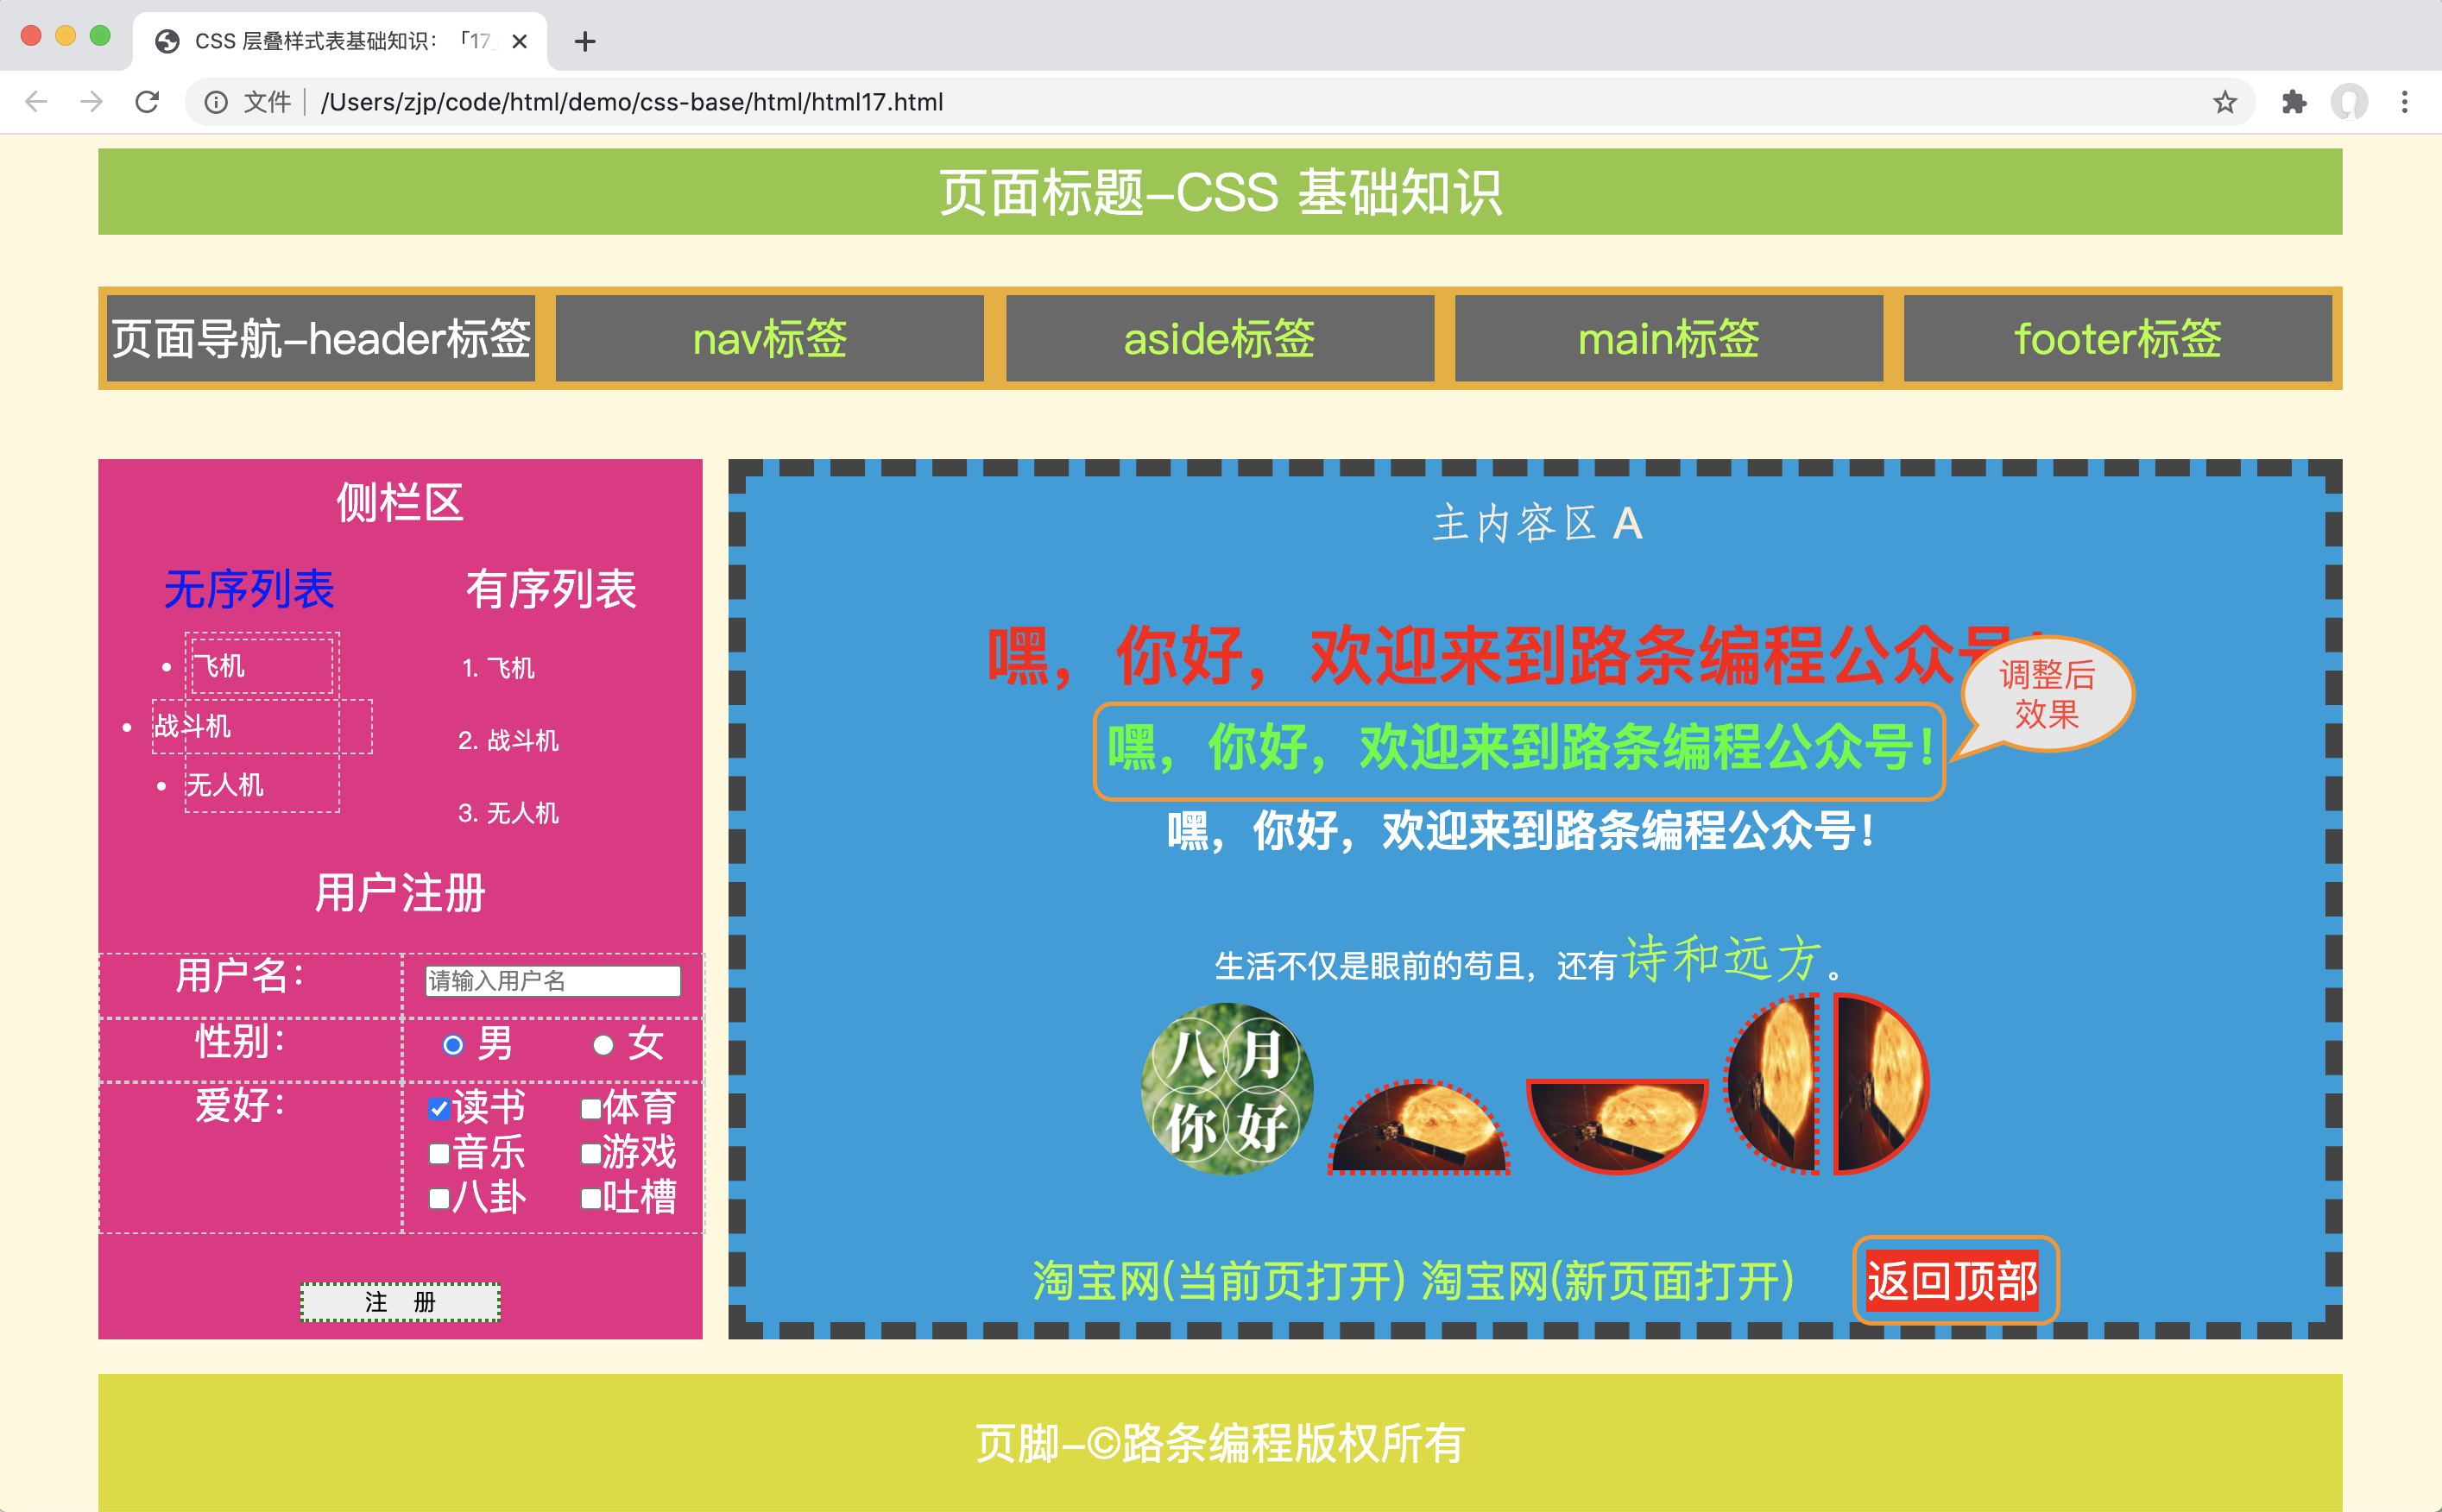 CSS 层叠样式表基础知识：「17
文件
/Users/zjp/code/html/demo/css-base/html/html17.html
页面标题-CSS 基础知识
页面导航-header标签
nav标签
aside标签
main标签
footer标签
侧栏区
无序列表
飞机
战斗机
无人机
有序列表
1. 飞机
2. 战斗机
3. 无人机
用户注册
用户名：
请输入用户名
性别：
男 女
爱好：
读书 体育
音乐 游戏
八卦 吐槽
注 册
主内容区 A
嘿，你好，欢迎来到路条编程公众号！
调整后
效果
嘿，你好，欢迎来到路条编程公众号！
嘿，你好，欢迎来到路条编程公众号！
生活不仅是眼前的苟且，还有诗和远方。
八月
你好
淘宝网(当前页打开) 淘宝网(新页面打开) 返回顶部
页脚-©路条编程版权所有